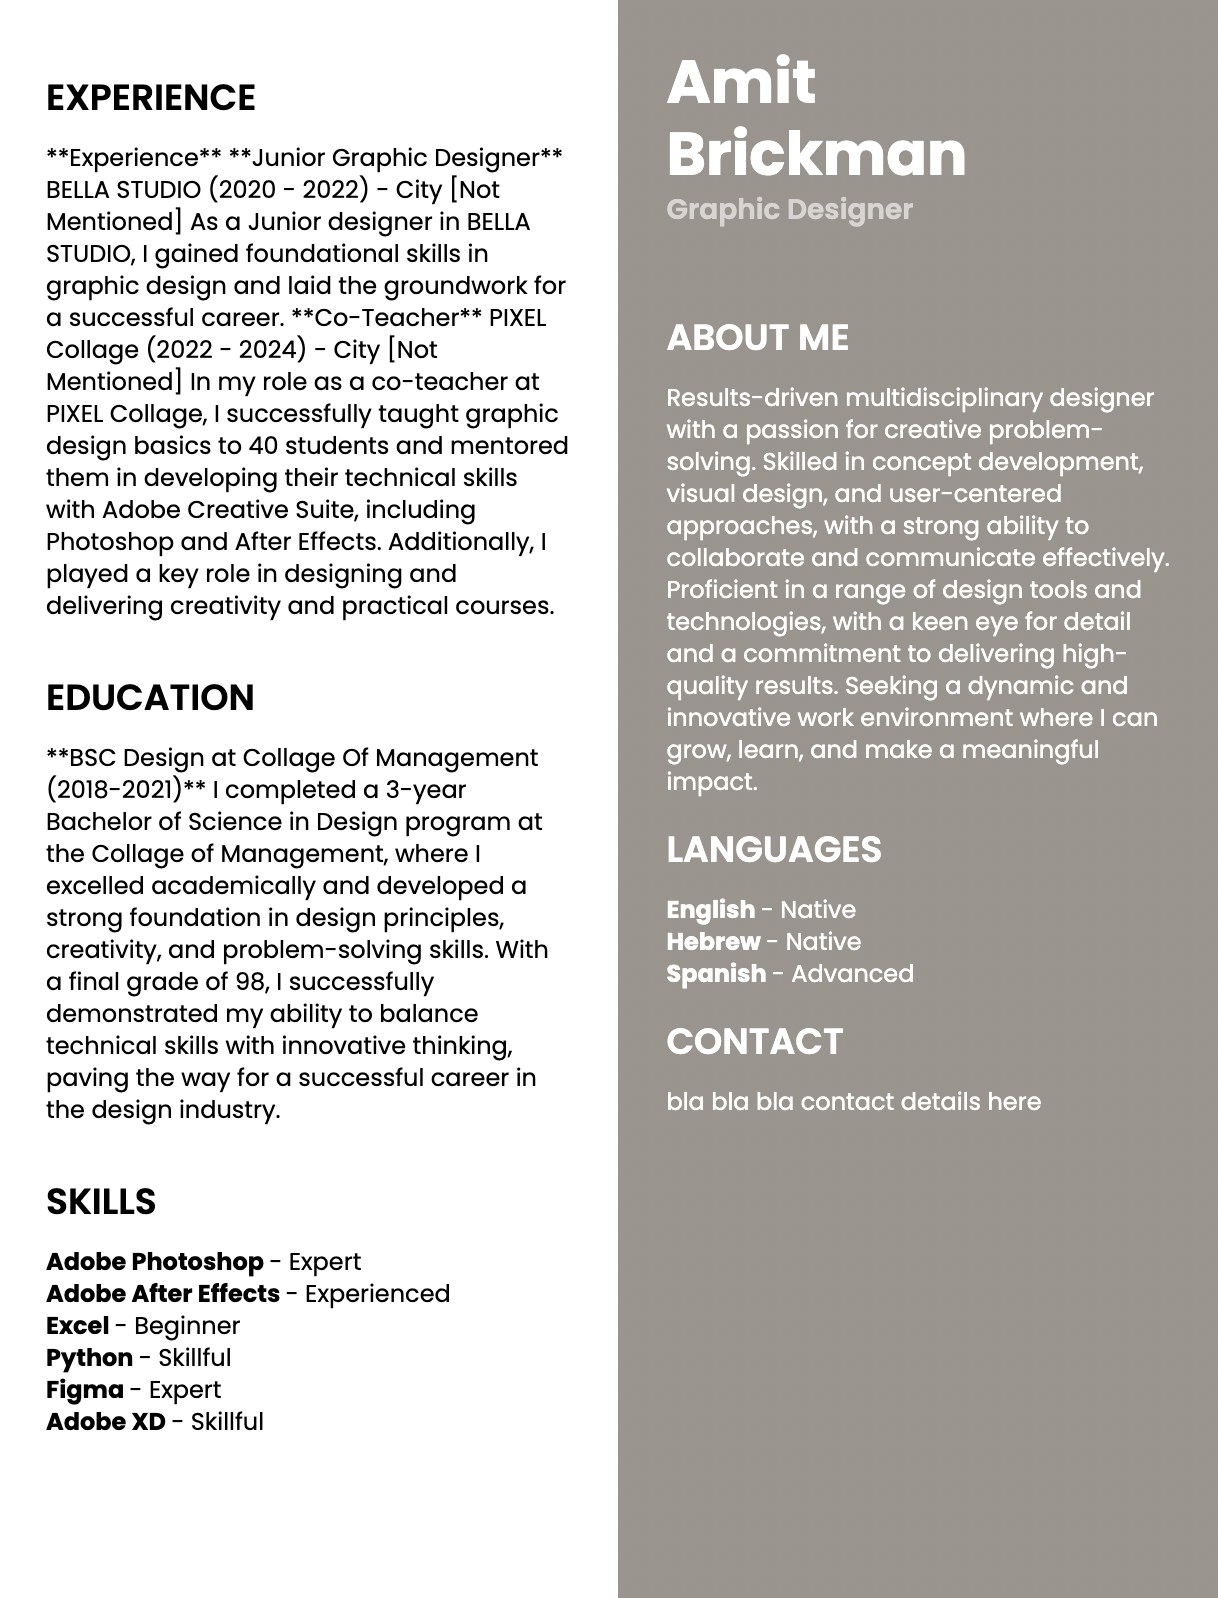 EXPERIENCE
**Experience** **Junior Graphic Designer**
BELLA STUDIO (2020 - 2022) - City [Not
Mentioned] As a Junior designer in BELLA
STUDIO, I gained foundational skills in
graphic design and laid the groundwork for
a successful career. **Co-Teacher** PIXEL
Collage (2022 - 2024) - City [Not
Mentioned] In my role as a co-teacher at
PIXEL Collage, I successfully taught graphic
design basics to 40 students and mentored
them in developing their technical skills
with Adobe Creative Suite, including
Photoshop and After Effects. Additionally, I
played a key role in designing and
delivering creativity and practical courses.
EDUCATION
**BSC Design at Collage Of Management
(2018-2021)** I completed a 3-year
Bachelor of Science in Design program at
the Collage of Management, where I
excelled academically and developed a
strong foundation in design principles,
creativity, and problem-solving skills. With
a final grade of 98, I successfully
demonstrated my ability to balance
technical skills with innovative thinking,
paving the way for a successful career in
the design industry.
SKILLS
Adobe Photoshop - Expert
Adobe After Effects - Experienced
Excel - Beginner
Python - Skillful
Figma - Expert
Adobe XD - Skillful
Amit
Brickman
Graphic Designer
ABOUT ME
Results-driven multidisciplinary designer
with a passion for creative problem-
solving. Skilled in concept development,
visual design, and user-centered
approaches, with a strong ability to
collaborate and communicate effectively.
Proficient in a range of design tools and
technologies, with a keen eye for detail
and a commitment to delivering high-
quality results. Seeking a dynamic and
innovative work environment where I can
grow, learn, and make a meaningful
impact.
LANGUAGES
English - Native
Hebrew - Native
Spanish - Advanced
CONTACT
bla bla bla contact details here